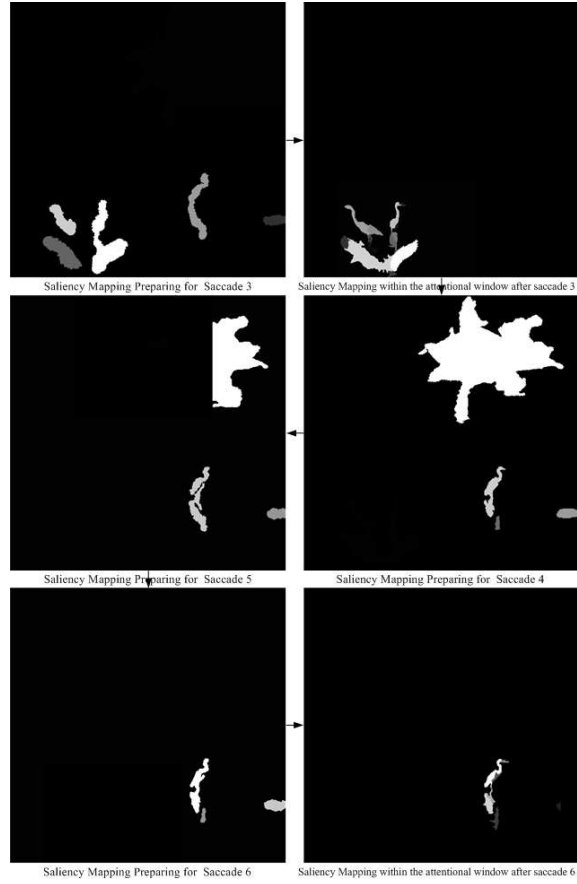 Saliency Mapping Preparing for Saccade 3
Saliency Mapping within the attentional window after saccade 3
Saliency Mapping Preparing for Saccade 5
Saliency Mapping Preparing for Saccade 4
Saliency Mapping Preparing for Saccade 6
Saliency Mapping within the attentional window after saccade 6